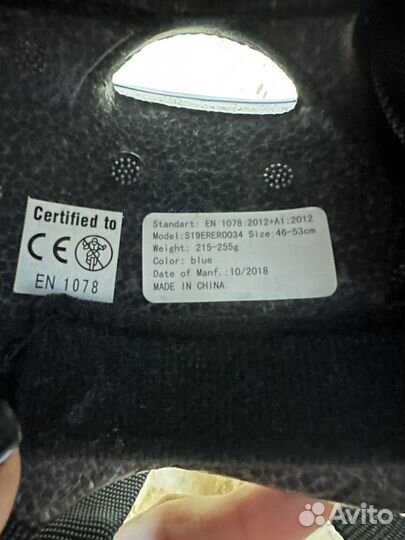 Certified to
CE
EN 1078
Standart: EN 1078:2012+A1:2012
Model:S19ERER0034 Size:46-53cm
Weight: 215-255g
Color: blue
Date of Manf.:10/2018
MADE IN CHINA
Avito